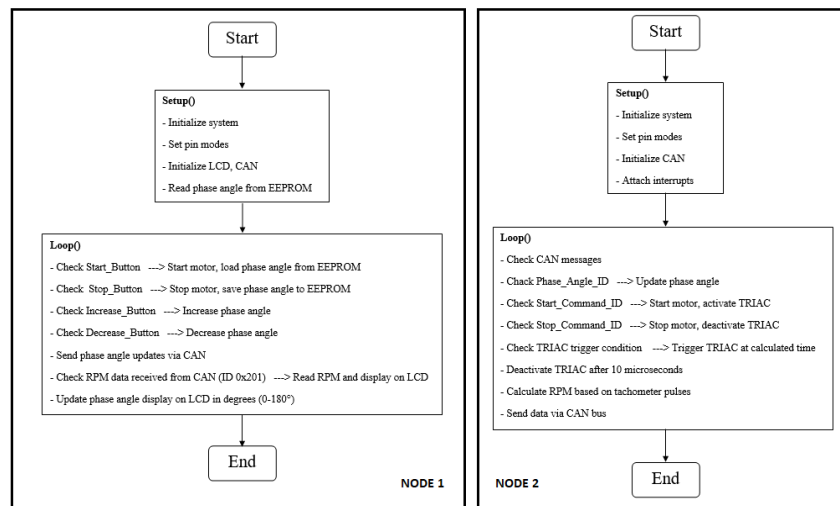 Start
Setup()
- Initialize system
- Set pin modes
- Initialize LCD, CAN
- Read phase angle from EEPROM
Loop()
- Check Start_Button ---> Start motor, load phase angle from EEPROM
- Check Stop_Button ---> Stop motor, save phase angle to EEPROM
- Check Increase_Button ---> Increase phase angle
- Check Decrease_Button ---> Decrease phase angle
- Send phase angle updates via CAN
- Check RPM data received from CAN (ID 0x201) ---> Read RPM and display on LCD
- Update phase angle display on LCD in degrees (0-180°)
End
NODE 1
Start
Setup()
- Initialize system
- Set pin modes
- Initialize CAN
- Attach interrupts
Loop()
- Check CAN messages
- Chack Phase_Angle_ID ---> Update phase angle
- Check Start_Command_ID ---> Start motor, activate TRIAC
- Check Stop_Command_ID ---> Stop motor, deactivate TRIAC
- Check TRIAC trigger condition ---> Trigger TRIAC at calculated time
- Deactivate TRIAC after 10 microseconds
- Calculate RPM based on tachometer pulses
- Send data via CAN bus
End
NODE 2